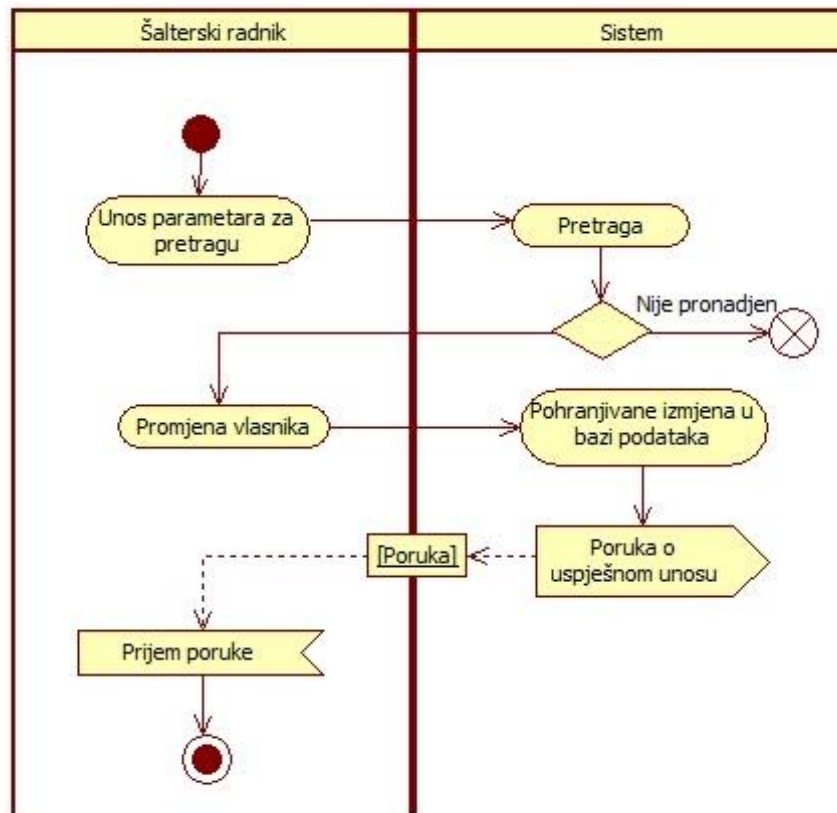 Šalterski radnik
Sistem
Unos parametara za
pretragu
Pretraga
Nije pronadjen
Promjena vlasnika
Pohranjivane izmjena u
bazi podataka
[Poruka]
Poruka o
uspješnom unosu
Prijem poruke